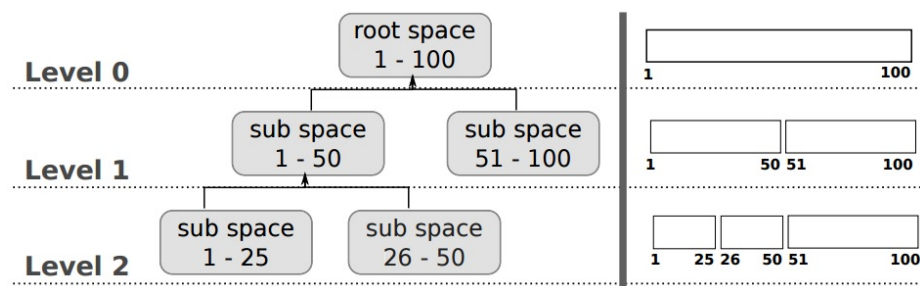 root space
1 - 100
Level 0
1 100
sub space
1 - 50
sub space
51 - 100
Level 1
1 50 51 100
sub space
1 - 25
sub space
26 - 50
Level 2
1 25 26 50 51 100